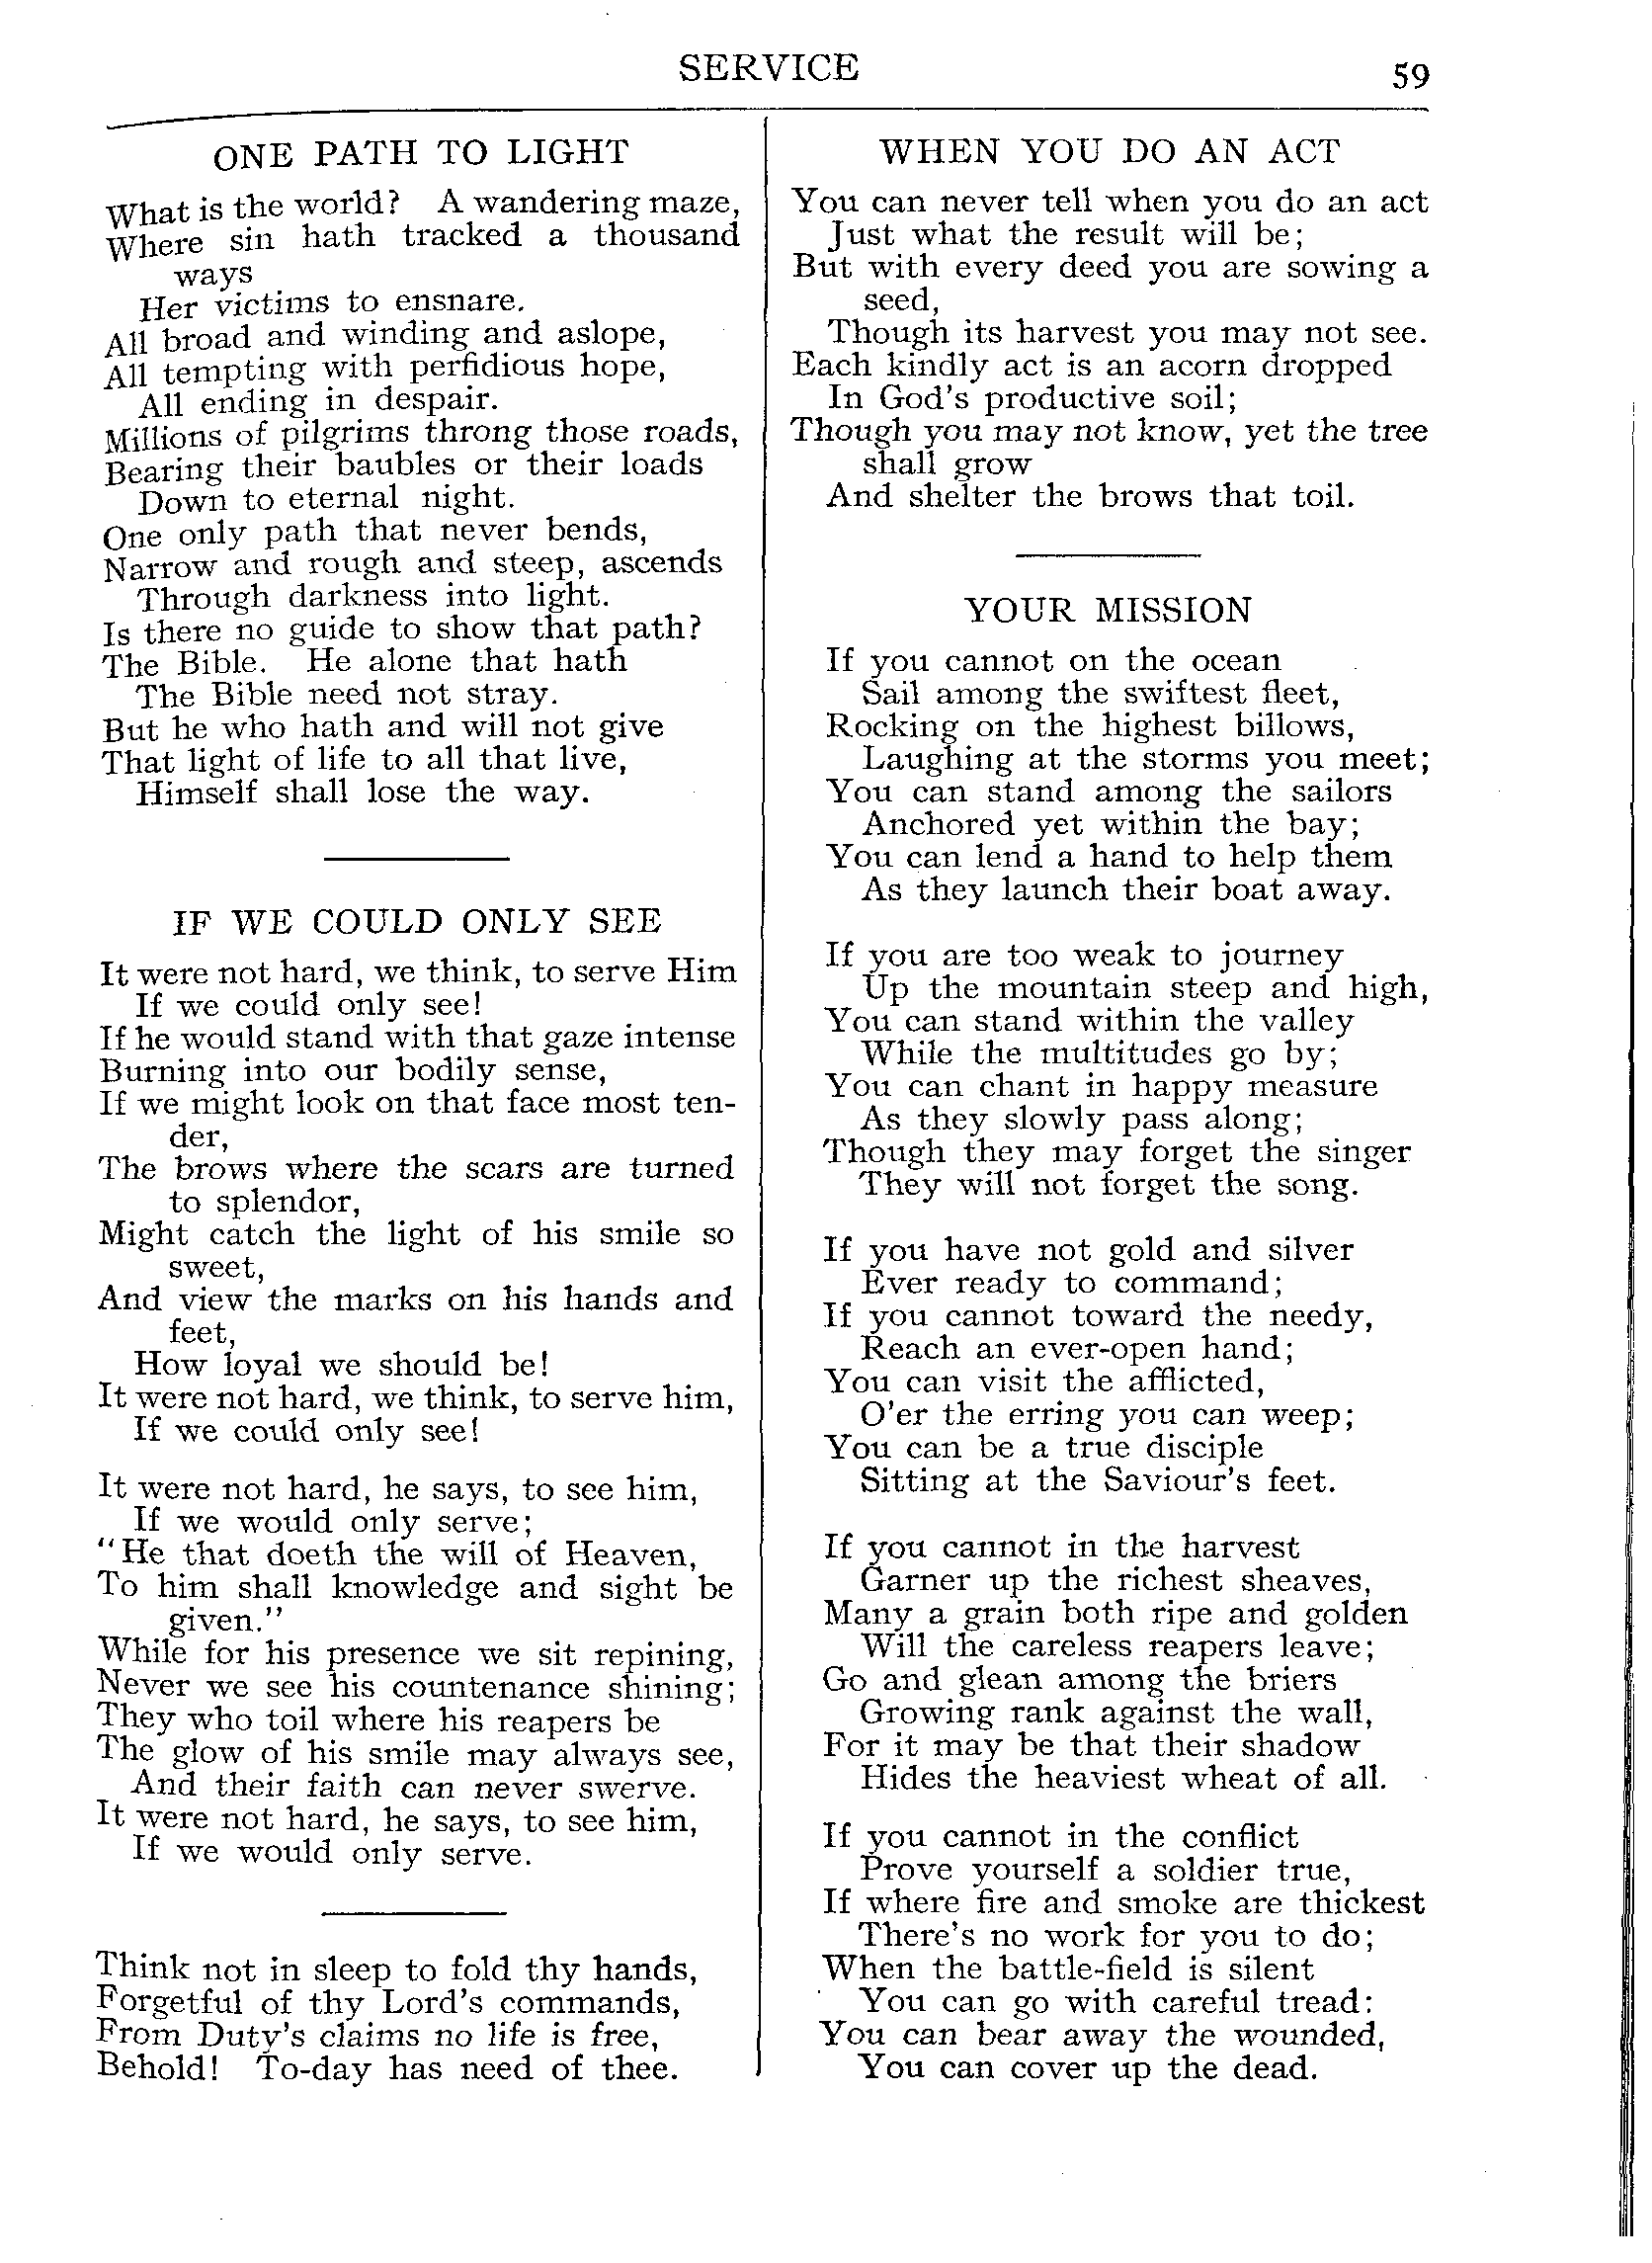 SERVICE
59
ONE PATH TO LIGHT
What is the world? A wandering maze,
Where sin hath tracked a thousand
ways
Her victims to ensnare.
All broad and winding and aslope,
All tempting with perfidious hope,
All ending in despair.
Millions of pilgrims throng those roads,
Bearing their baubles or their loads
Down to eternal night.
One only path that never bends,
Narrow and rough and steep, ascends
Through darkness into light.
Is there no guide to show that path?
The Bible. He alone that hath
The Bible need not stray.
But he who hath and will not give
That light of life to all that live,
Himself shall lose the way.
IF WE COULD ONLY SEE
It were not hard, we think, to serve Him
If we could only see!
If he would stand with that gaze intense
Burning into our bodily sense,
If we might look on that face most ten-
der,
The brows where the scars are turned
to splendor,
Might catch the light of his smile so
sweet,
And view the marks on his hands and
feet,
How loyal we should be!
It were not hard, we think, to serve him,
If we could only see!
It were not hard, he says, to see him,
If we would only serve;
"He that doeth the will of Heaven,
To him shall knowledge and sight be
given."
While for his presence we sit repining,
Never we see his countenance shining;
They who toil where his reapers be
The glow of his smile may always see,
And their faith can never swerve.
It were not hard, he says, to see him,
If we would only serve.
Think not in sleep to fold thy hands,
Forgetful of thy Lord's commands,
From Duty's claims no life is free,
Behold! To-day has need of thee.
WHEN YOU DO AN ACT
You can never tell when you do an act
Just what the result will be;
But with every deed you are sowing a
seed,
Though its harvest you may not see.
Each kindly act is an acorn dropped
In God's productive soil;
Though you may not know, yet the tree
shall grow
And shelter the brows that toil.
YOUR MISSION
If you cannot on the ocean
Sail among the swiftest fleet,
Rocking on the highest billows,
Laughing at the storms you meet;
You can stand among the sailors
Anchored yet within the bay;
You can lend a hand to help them
As they launch their boat away.
If you are too weak to journey
Up the mountain steep and high,
You can stand within the valley
While the multitudes go by;
You can chant in happy measure
As they slowly pass along;
Though they may forget the singer
They will not forget the song.
If you have not gold and silver
Ever ready to command;
If you cannot toward the needy,
Reach an ever-open hand;
You can visit the afflicted,
O'er the erring you can weep;
You can be a true disciple
Sitting at the Saviour's feet.
If you cannot in the harvest
Garner up the richest sheaves,
Many a grain both ripe and golden
Will the careless reapers leave;
Go and glean among the briers
Growing rank against the wall,
For it may be that their shadow
Hides the heaviest wheat of all.
If you cannot in the conflict
Prove yourself a soldier true,
If where fire and smoke are thickest
There's no work for you to do;
When the battle-field is silent
You can go with careful tread:
You can bear away the wounded,
You can cover up the dead.